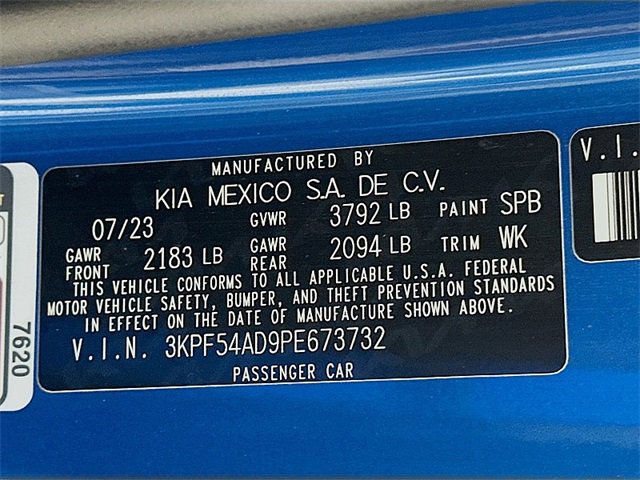 MANUFACTURED BY
KIA MEXICO S.A. DE C.V.
07/23 GVWR 3792 LB PAINT SPB
GAWR FRONT 2183 LB GAWR REAR 2094 LB TRIM WK
THIS VEHICLE CONFORMS TO ALL APPLICABLE U.S.A. FEDERAL
MOTOR VEHICLE SAFETY, BUMPER, AND THEFT PREVENTION STANDARDS
IN EFFECT ON THE DATE OF MANUFACTURE SHOWN ABOVE.
V.I.N. 3KPF54AD9PE673732
PASSENGER CAR
V.I.
7620